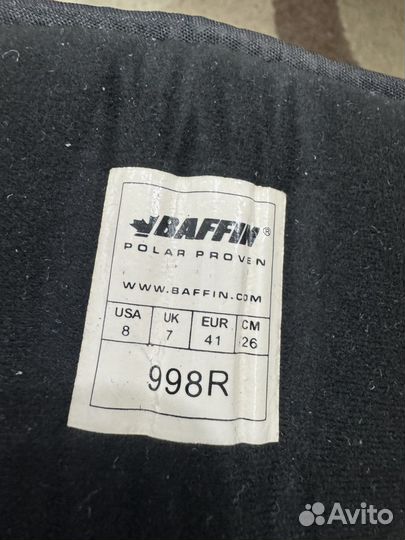 BAFFIN®
POLAR PROVEN
WWW.BAFFIN.COM
USA UK EUR CM
8 7 41 26
998R
Avito